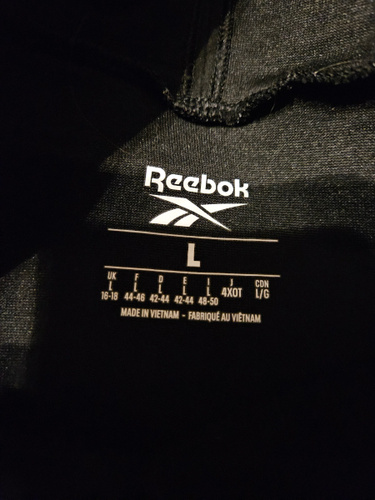 Reebok
L
UK F D E I J CDN
L L L L L 4XOT L/G
16-18 44-46 42-44 42-44 48-50
MADE IN VIETNAM - FABRIQUÉ AU VIÊTNAM